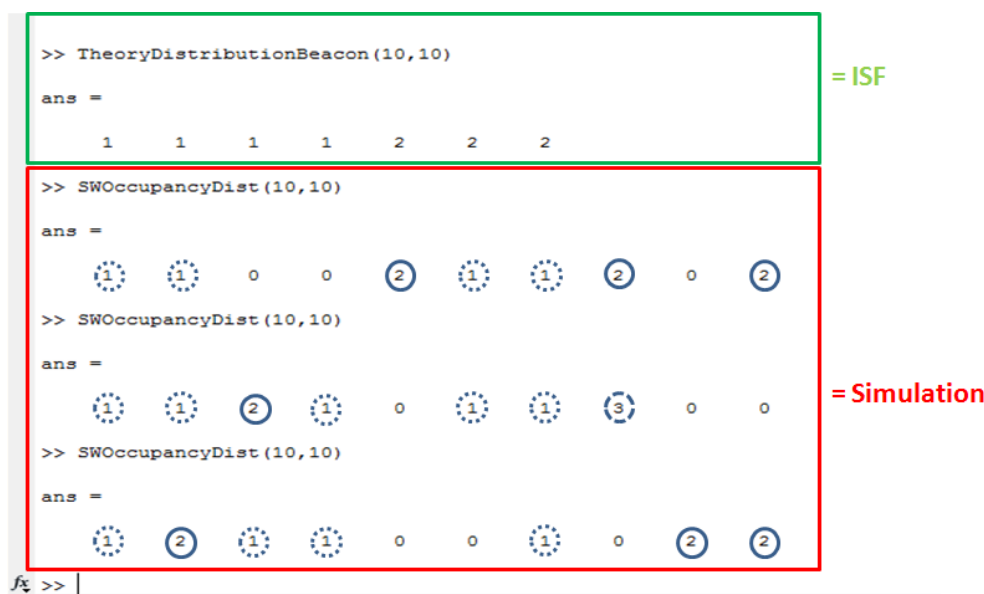 >> TheoryDistributionBeacon(10,10)
= ISF
ans =
1 1 1 1 2 2 2
>> SWOccupancyDist(10,10)
ans =
1 1 0 0 2 1 1 2 0 2
>> SWOccupancyDist(10,10)
ans =
= Simulation
1 1 2 1 0 1 1 3 0 0
>> SWOccupancyDist(10,10)
ans =
1 2 1 1 0 0 1 0 2 2
fx >>